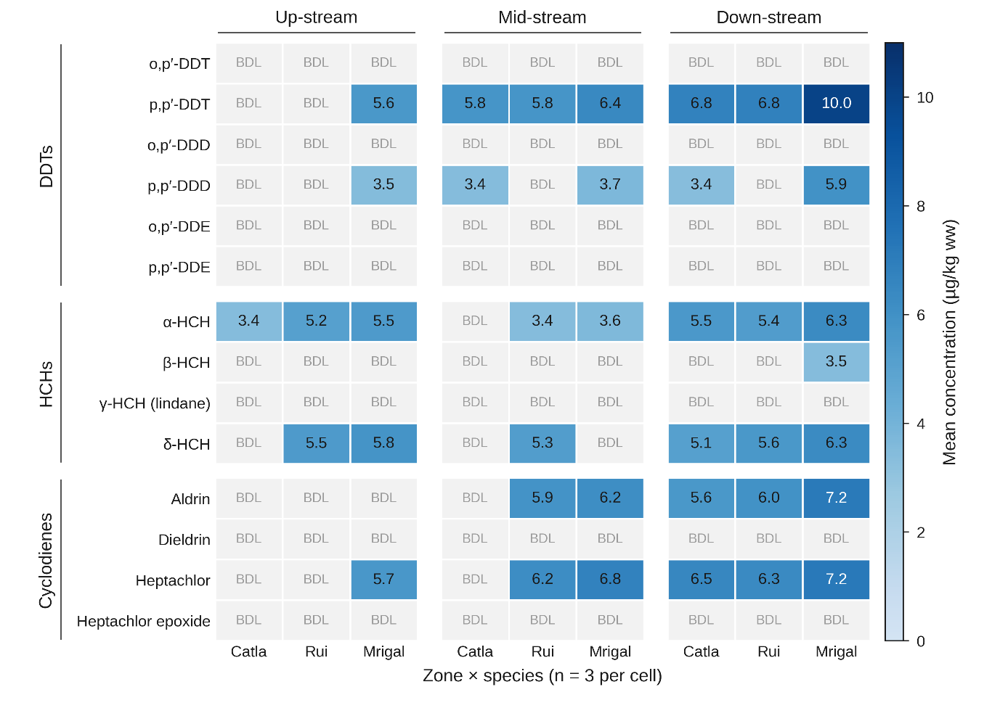 Up-stream Mid-stream Down-stream
o,p′-DDT BDL BDL BDL BDL BDL BDL BDL BDL BDL
p,p′-DDT BDL BDL 5.6 5.8 5.8 6.4 6.8 6.8 10.0
o,p′-DDD BDL BDL BDL BDL BDL BDL BDL BDL BDL
p,p′-DDD BDL BDL 3.5 3.4 BDL 3.7 3.4 BDL 5.9
o,p′-DDE BDL BDL BDL BDL BDL BDL BDL BDL BDL
p,p′-DDE BDL BDL BDL BDL BDL BDL BDL BDL BDL
DDTs
α-HCH 3.4 5.2 5.5 BDL 3.4 3.6 5.5 5.4 6.3
β-HCH BDL BDL BDL BDL BDL BDL BDL BDL 3.5
γ-HCH (lindane) BDL BDL BDL BDL BDL BDL BDL BDL BDL
δ-HCH BDL 5.5 5.8 BDL 5.3 BDL 5.1 5.6 6.3
HCHs
Aldrin BDL BDL BDL BDL 5.9 6.2 5.6 6.0 7.2
Dieldrin BDL BDL BDL BDL BDL BDL BDL BDL BDL
Heptachlor BDL BDL 5.7 BDL 6.2 6.8 6.5 6.3 7.2
Heptachlor epoxide BDL BDL BDL BDL BDL BDL BDL BDL BDL
Cyclodienes
Catla Rui Mrigal Catla Rui Mrigal Catla Rui Mrigal
Zone × species (n = 3 per cell)
10
8
6
4
2
0
Mean concentration (µg/kg ww)